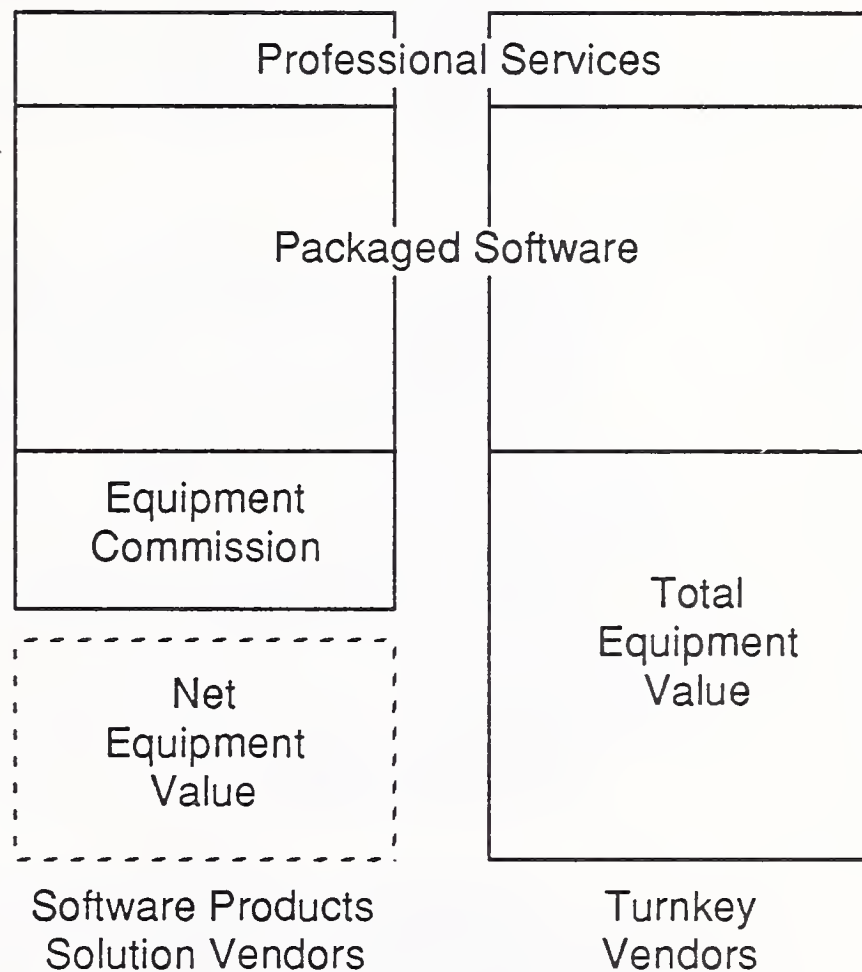 Professional Services
Packaged Software
Equipment
Commission
Net
Equipment
Value
Total
Equipment
Value
Software Products
Solution Vendors
Turnkey
Vendors